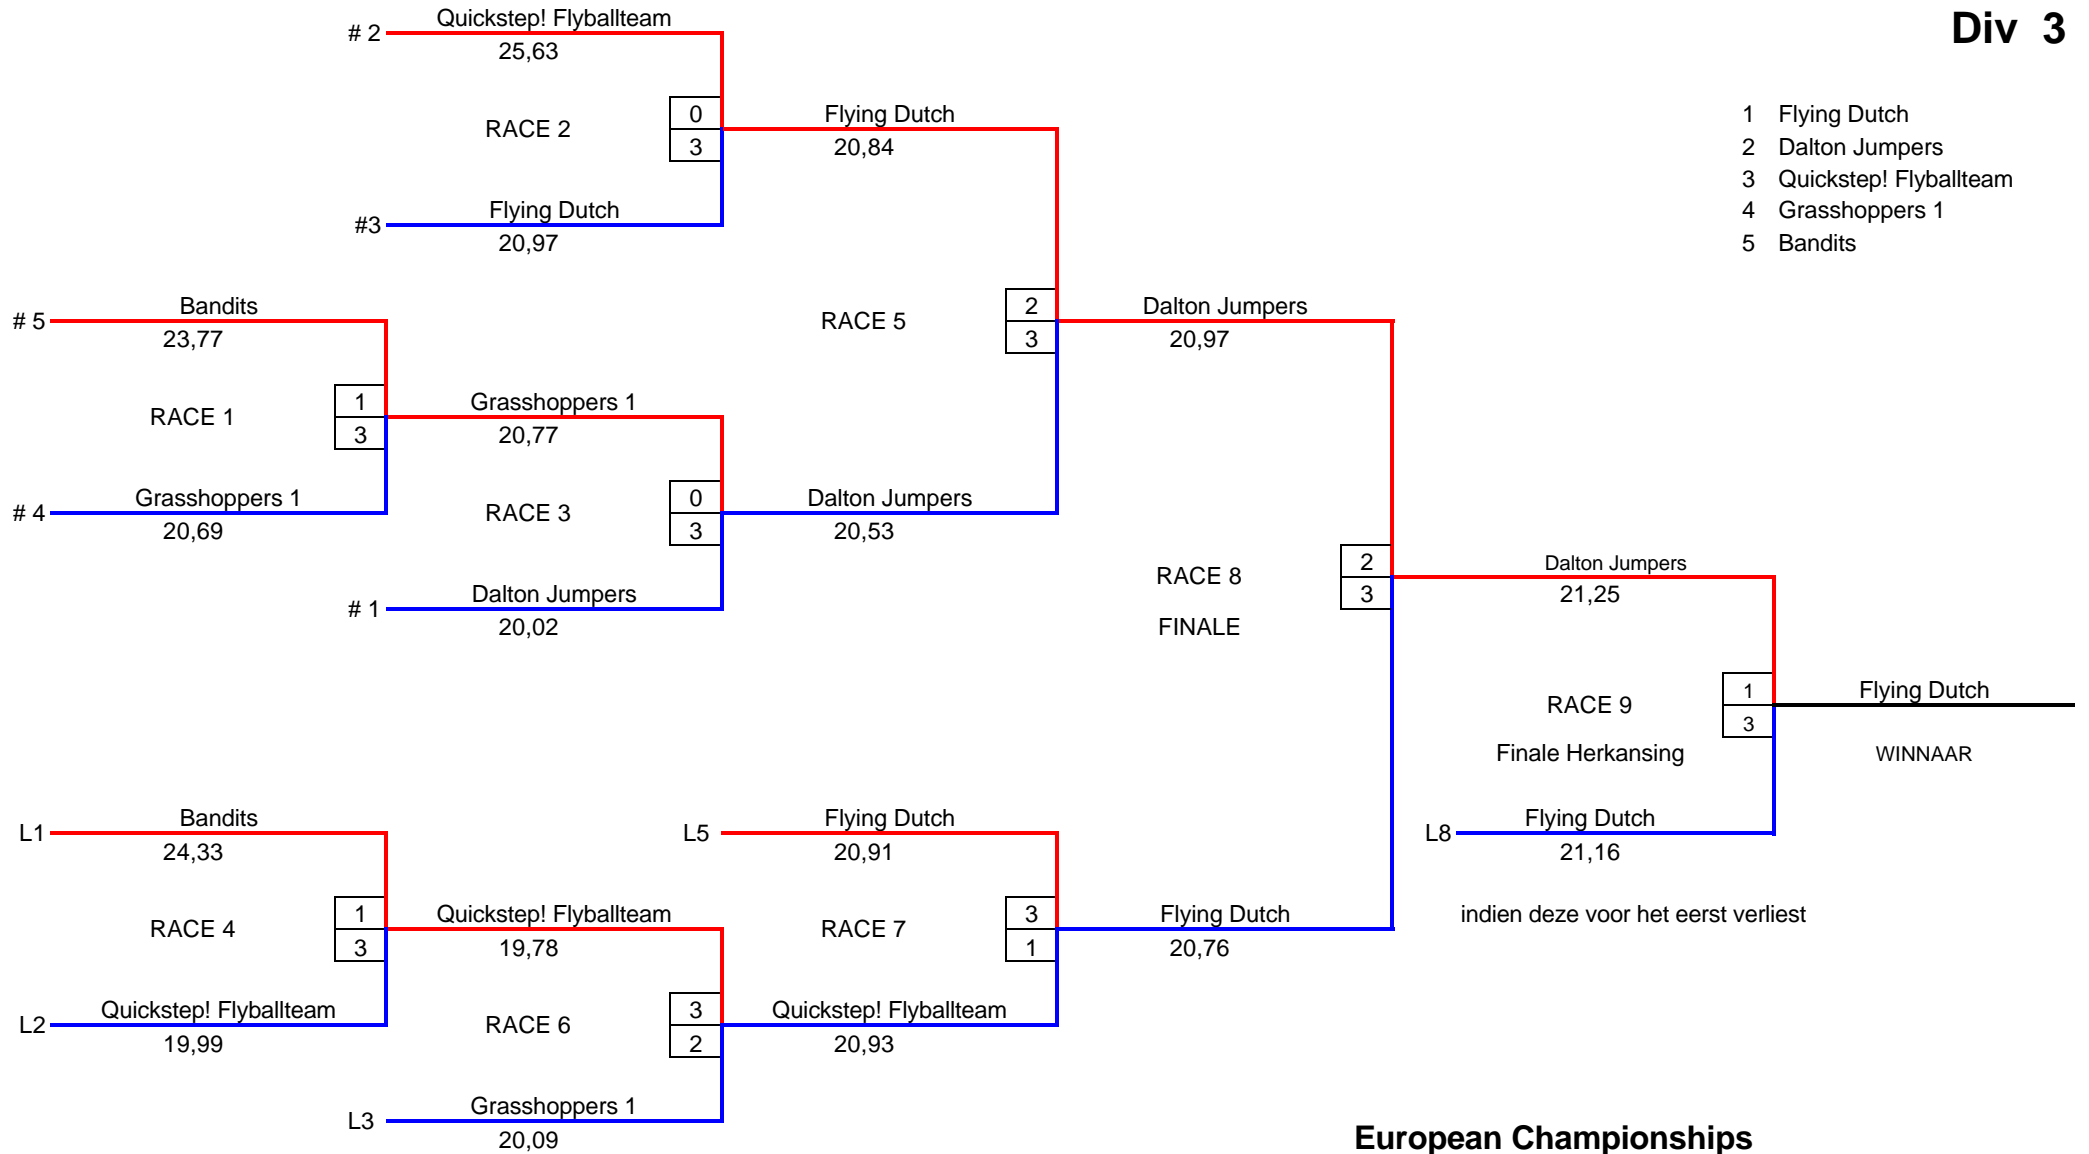 Quickstep! Flyballteam
# 2
25,63
Div 3
RACE 2
0
3
Flying Dutch
20,84
1 Flying Dutch
2 Dalton Jumpers
3 Quickstep! Flyballteam
4 Grasshoppers 1
5 Bandits
Flying Dutch
#3
20,97
Bandits
# 5
23,77
RACE 5
2
3
Dalton Jumpers
20,97
RACE 1
1
3
Grasshoppers 1
20,77
Grasshoppers 1
# 4
20,69
RACE 3
0
3
Dalton Jumpers
20,53
Dalton Jumpers
# 1
20,02
RACE 8
FINALE
2
3
Dalton Jumpers
21,25
RACE 9
Finale Herkansing
1
3
Flying Dutch
WINNAAR
Bandits
L1
24,33
Flying Dutch
L5
20,91
Flying Dutch
L8
21,16
indien deze voor het eerst verliest
RACE 4
1
3
Quickstep! Flyballteam
19,78
RACE 7
3
1
Flying Dutch
20,76
Quickstep! Flyballteam
L2
19,99
RACE 6
3
2
Quickstep! Flyballteam
20,93
Grasshoppers 1
L3
20,09
European Championships